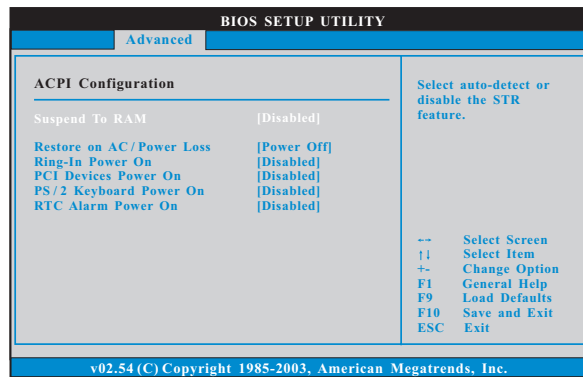 BIOS SETUP UTILITY
Advanced
ACPI Configuration
Suspend To RAM [Disabled]
Restore on AC/Power Loss [Power Off]
Ring-In Power On [Disabled]
PCI Devices Power On [Disabled]
PS/2 Keyboard Power On [Disabled]
RTC Alarm Power On [Disabled]
Select auto-detect or
disable the STR
feature.
←→ Select Screen
↑↓ Select Item
+- Change Option
F1 General Help
F9 Load Defaults
F10 Save and Exit
ESC Exit
v02.54 (C) Copyright 1985-2003, American Megatrends, Inc.